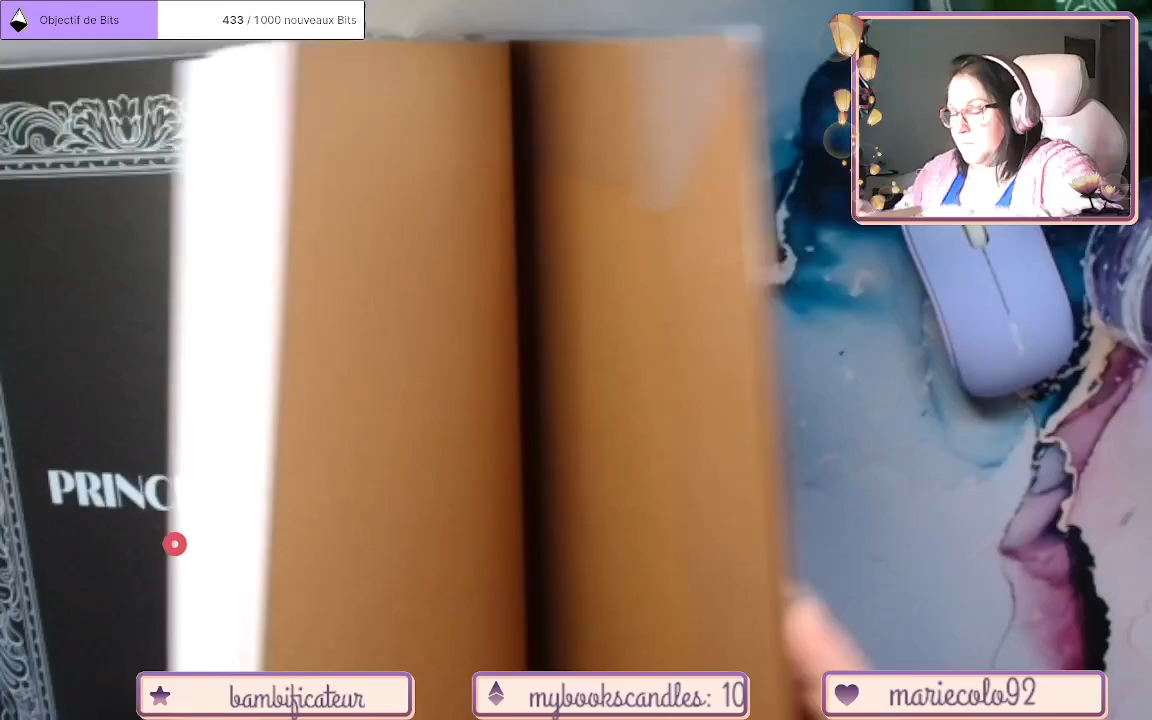 Objectif de Bits
433 / 1000 nouveaux Bits
PRINC
bambificateur
mybookscandles: 10
mariecolo92